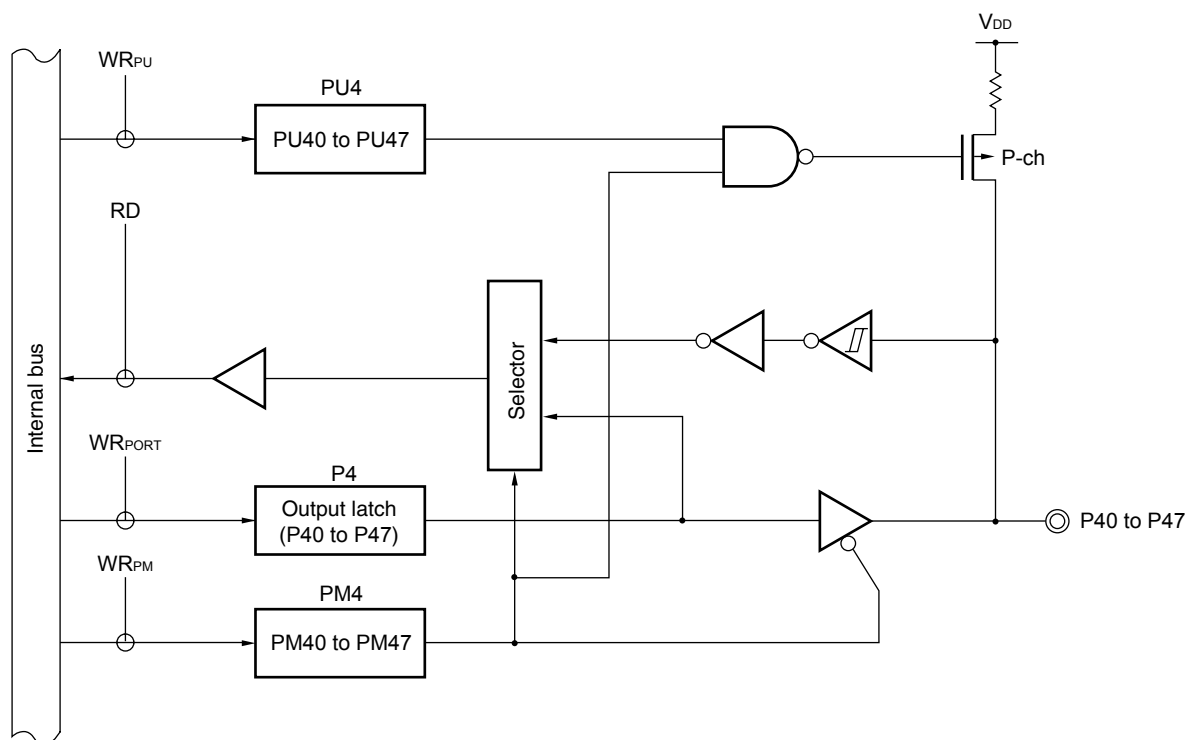 VDD
WRPU
PU4
PU40 to PU47
P-ch
RD
Selector
Internal bus
WRPORT
P4
Output latch
(P40 to P47)
P40 to P47
WRPM
PM4
PM40 to PM47